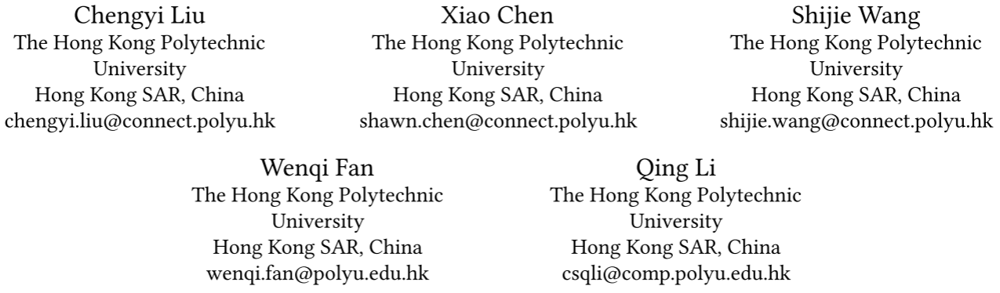 Chengyi Liu
The Hong Kong Polytechnic
University
Hong Kong SAR, China
chengyi.liu@connect.polyu.hk
Xiao Chen
The Hong Kong Polytechnic
University
Hong Kong SAR, China
shawn.chen@connect.polyu.hk
Shijie Wang
The Hong Kong Polytechnic
University
Hong Kong SAR, China
shijie.wang@connect.polyu.hk
Wenqi Fan
The Hong Kong Polytechnic
University
Hong Kong SAR, China
wenqi.fan@polyu.edu.hk
Qing Li
The Hong Kong Polytechnic
University
Hong Kong SAR, China
csqli@comp.polyu.edu.hk